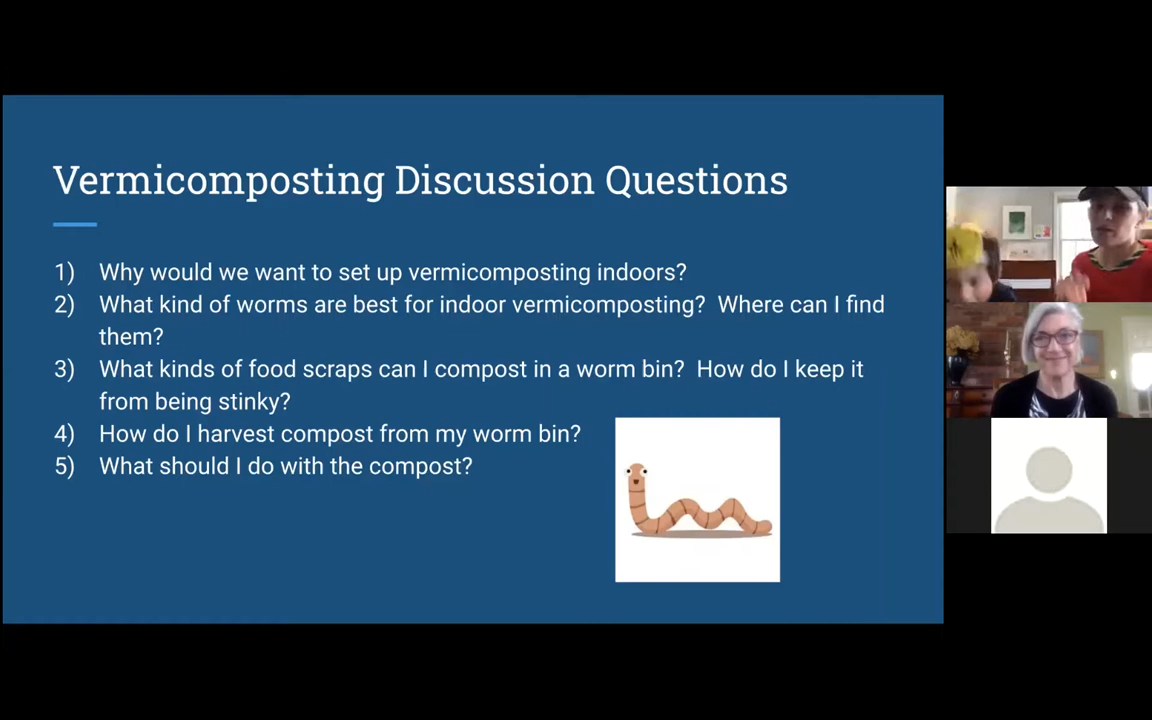 Vermicomposting Discussion Questions
1) Why would we want to set up vermicomposting indoors?
2) What kind of worms are best for indoor vermicomposting? Where can I find
them?
3) What kinds of food scraps can I compost in a worm bin? How do I keep it
from being stinky?
4) How do I harvest compost from my worm bin?
5) What should I do with the compost?